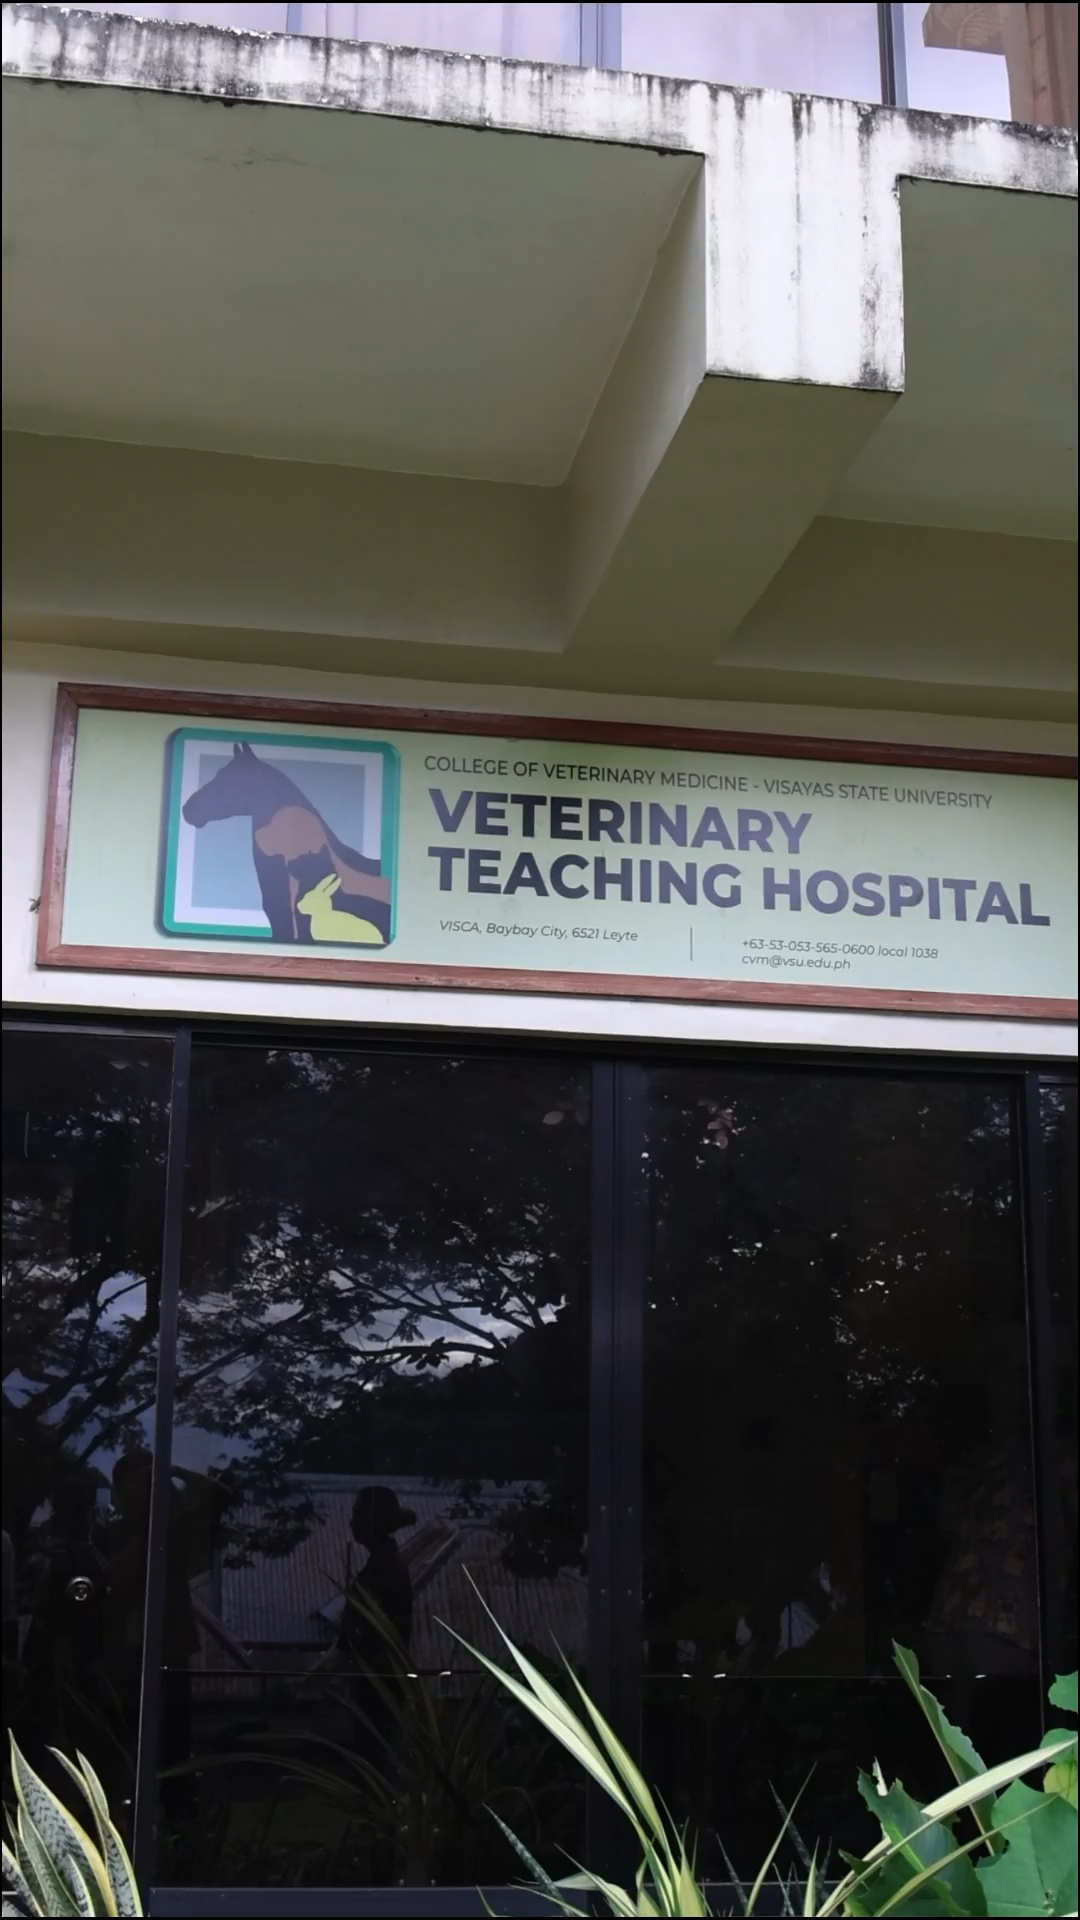 COLLEGE OF VETERINARY MEDICINE - VISAYAS STATE UNIVERSITY
VETERINARY
TEACHING HOSPITAL
VISCA, Baybay City, 6521 Leyte
+63-53-053-565-0600 local 1038
cvm@vsu.edu.ph